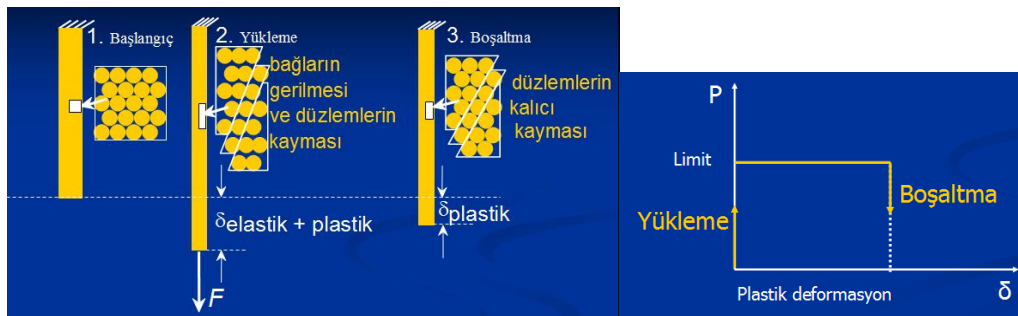 1. Başlangıç
2. Yükleme
bağların
gerilmesi
ve düzlemlerin
kayması
3. Boşaltma
düzlemlerin
kalıcı
kayması
δelastik + plastik
δplastik
F
P
Limit
Yükleme
Boşaltma
Plastik deformasyon
δ